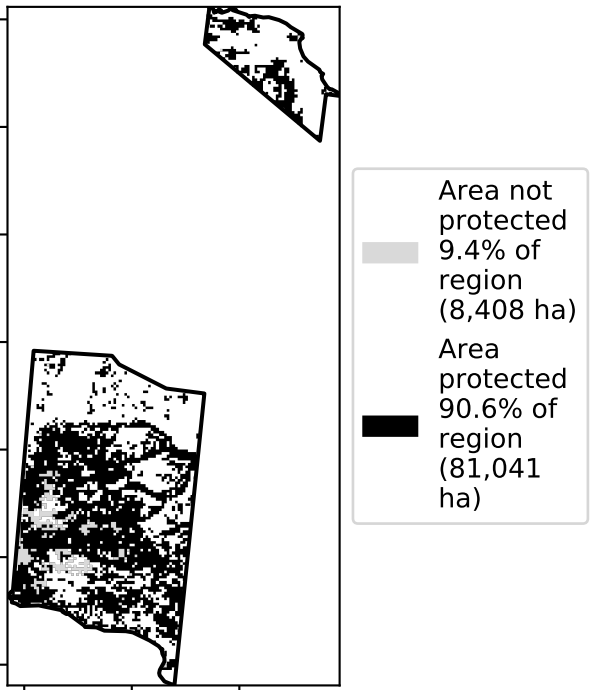 Area not
protected
9.4% of
region
(8,408 ha)
Area
protected
90.6% of
region
(81,041
ha)